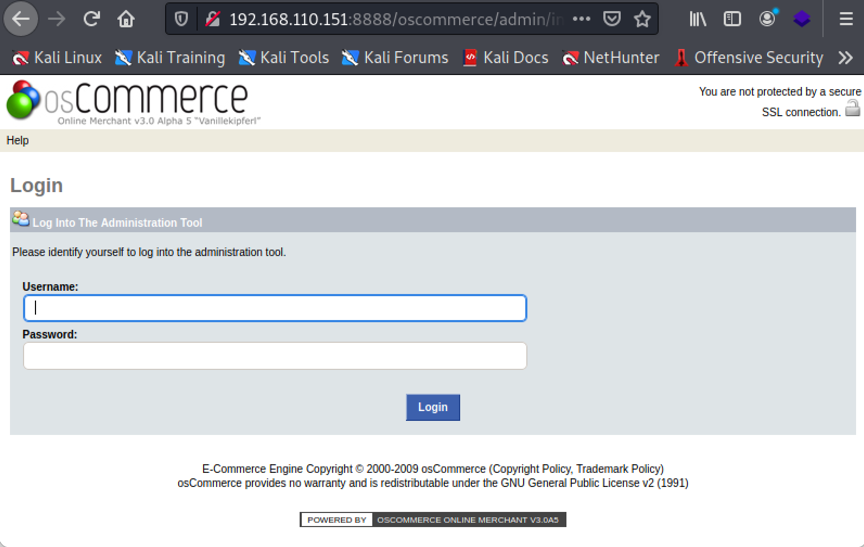 192.168.110.151:8888/oscommerce/admin/in
Kali Linux Kali Training Kali Tools Kali Forums Kali Docs NetHunter Offensive Security
osCommerce
Online Merchant v3.0 Alpha 5 "Vanillekipferl"
You are not protected by a secure
SSL connection.
Help
Login
Log Into The Administration Tool
Please identify yourself to log into the administration tool.
Username:
Password:
Login
E-Commerce Engine Copyright © 2000-2009 osCommerce (Copyright Policy, Trademark Policy)
osCommerce provides no warranty and is redistributable under the GNU General Public License v2 (1991)
POWERED BY OSCOMMERCE ONLINE MERCHANT V3.0A5